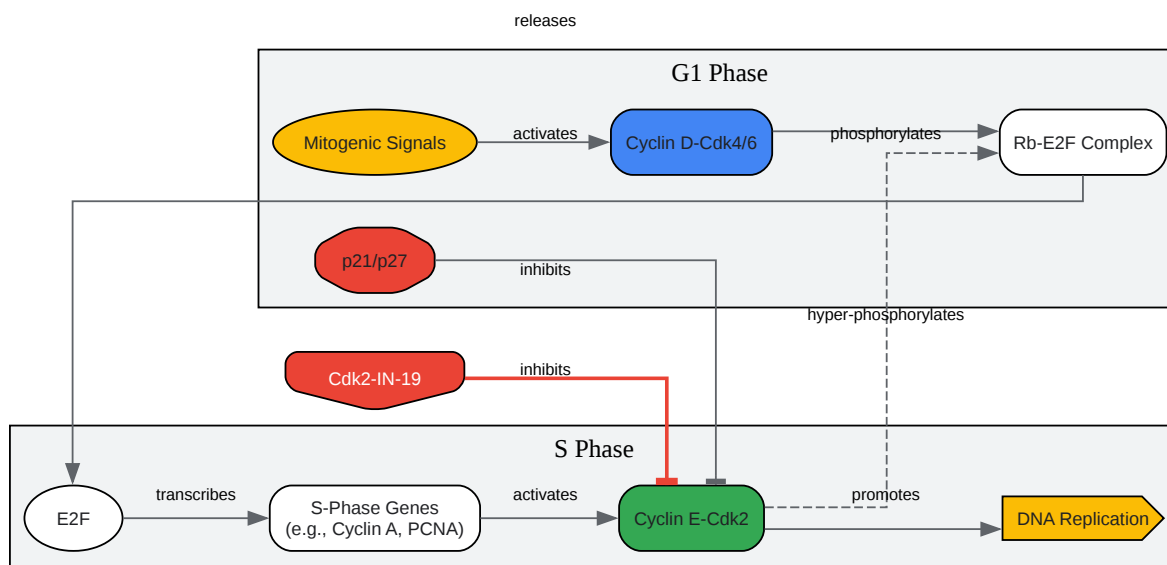 releases
G1 Phase
Mitogenic Signals
activates
Cyclin D-Cdk4/6
phosphorylates
Rb-E2F Complex
p21/p27
inhibits
hyper-phosphorylates
Cdk2-IN-19
inhibits
S Phase
E2F
transcribes
S-Phase Genes
(e.g., Cyclin A, PCNA)
activates
Cyclin E-Cdk2
promotes
DNA Replication